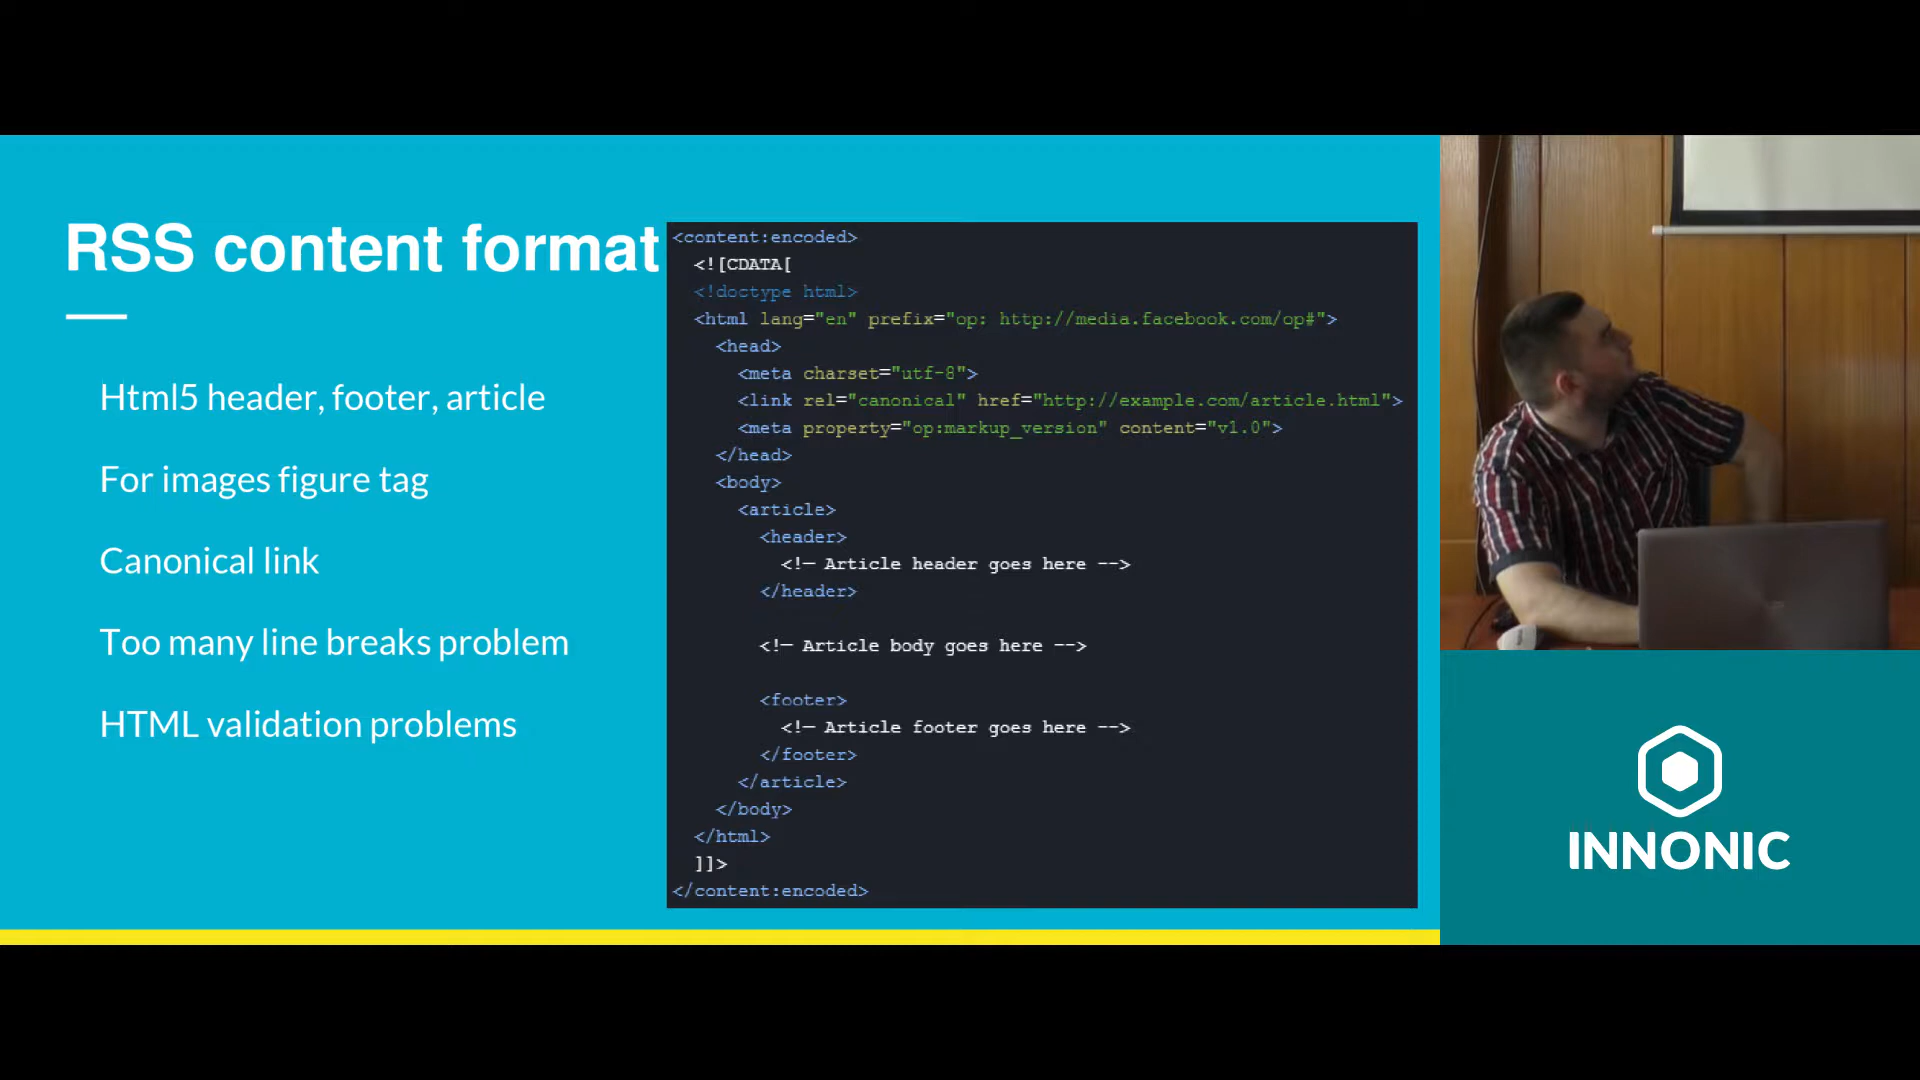 RSS content format
Html5 header, footer, article
For images figure tag
Canonical link
Too many line breaks problem
HTML validation problems
<content:encoded>
<![CDATA[
<!doctype html>
<html lang="en" prefix="op: http://media.facebook.com/op#">
<head>
<meta charset="utf-8">
<link rel="canonical" href="http://example.com/article.html">
<meta property="op:markup_version" content="v1.0">
</head>
<body>
<article>
<header>
<!— Article header goes here -->
</header>
<!— Article body goes here -->
<footer>
<!— Article footer goes here -->
</footer>
</article>
</body>
</html>
]]>
</content:encoded>
INNONIC